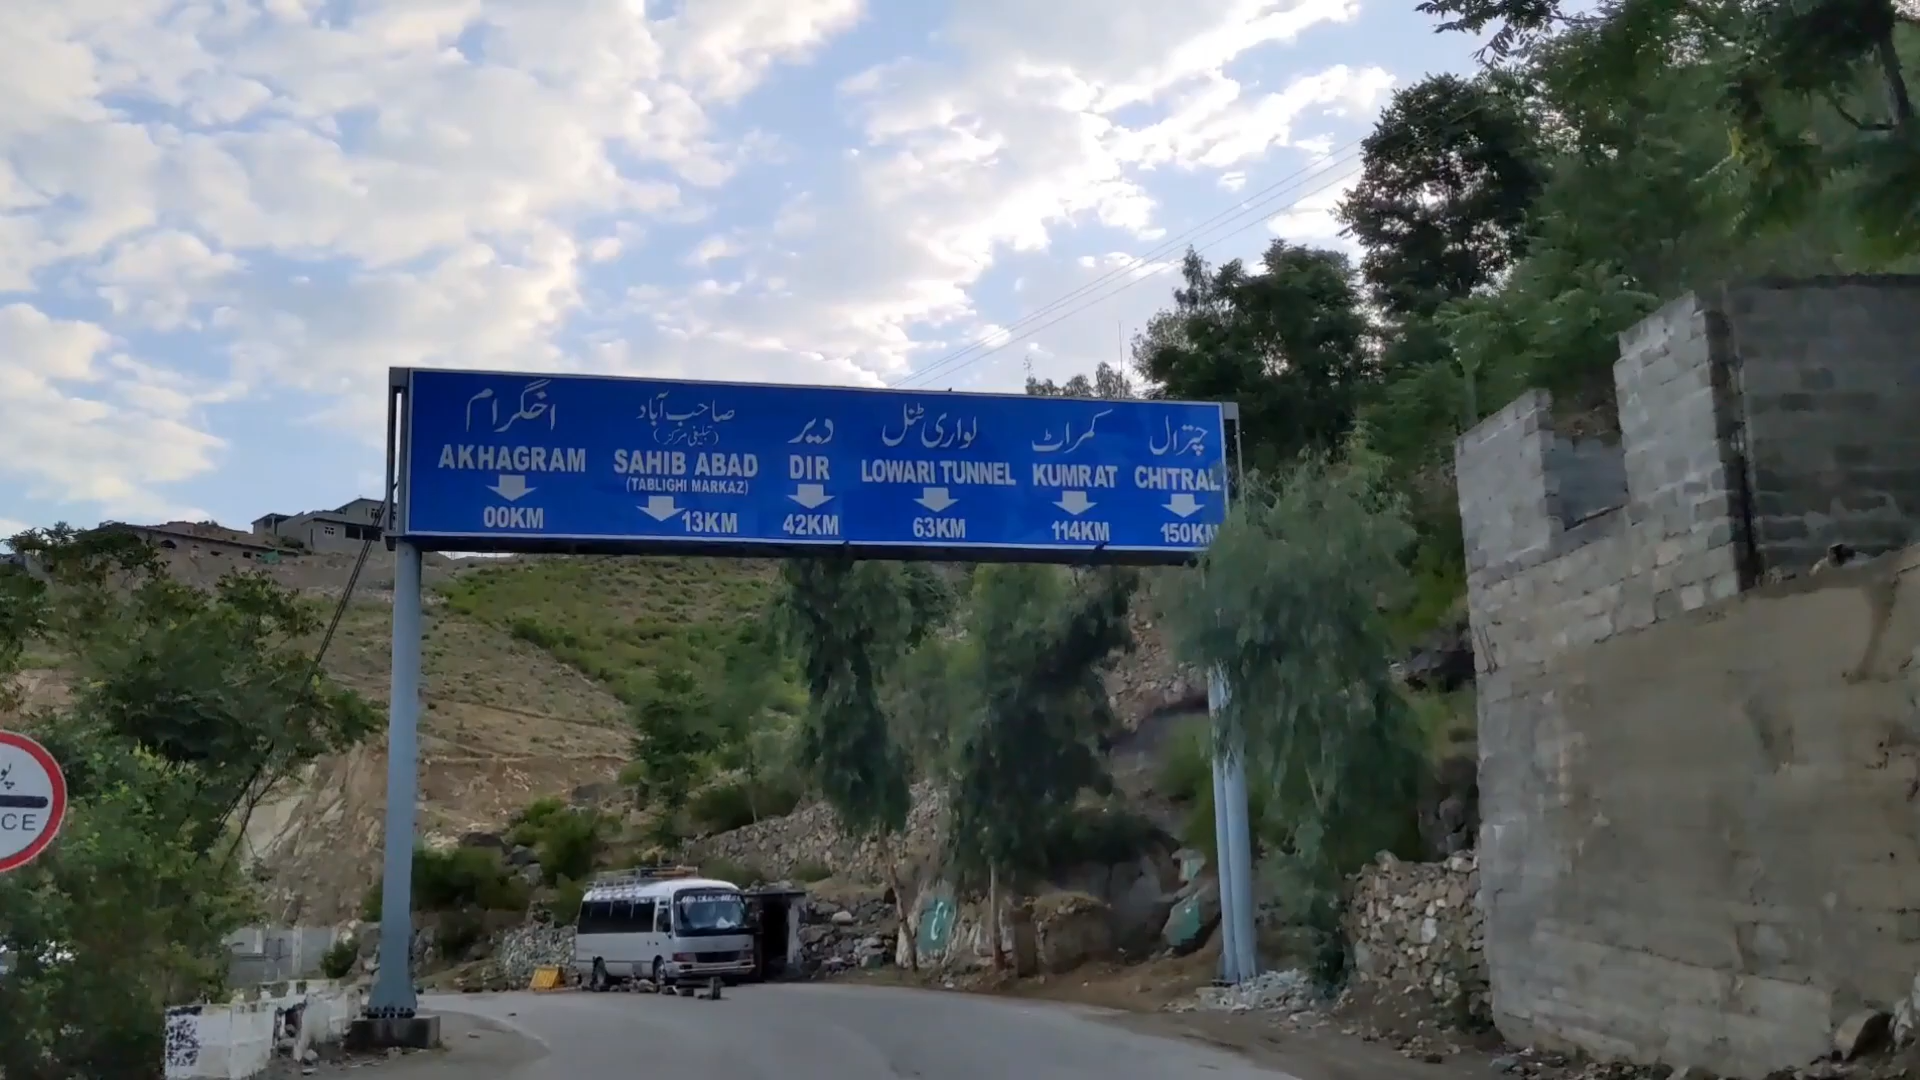 اخگرام
AKHAGRAM
00KM
صاحب آباد
(تبلیغی مرکز)
SAHIB ABAD
(TABLIGHI MARKAZ)
13KM
دیر
DIR
42KM
لواری ٹنل
LOWARI TUNNEL
63KM
کمراٹ
KUMRAT
114KM
چترال
CHITRAL
150KM
CE